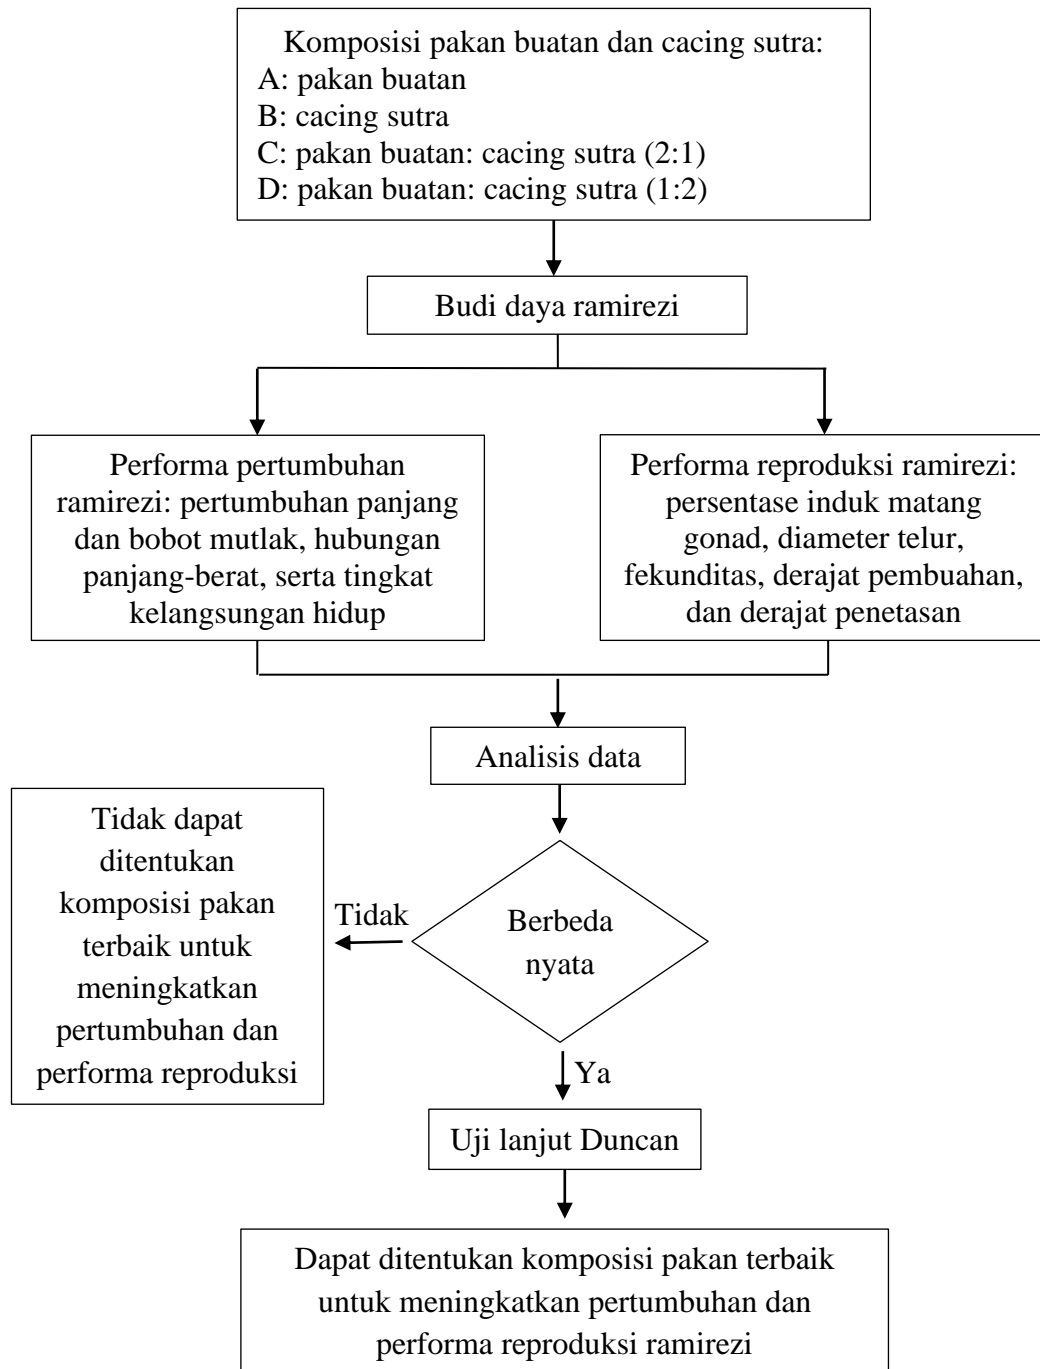 Komposisi pakan buatan dan cacing sutra:
A: pakan buatan
B: cacing sutra
C: pakan buatan: cacing sutra (2:1)
D: pakan buatan: cacing sutra (1:2)
Budi daya ramirezi
Performa pertumbuhan
ramirezi: pertumbuhan panjang
dan bobot mutlak, hubungan
panjang-berat, serta tingkat
kelangsungan hidup
Performa reproduksi ramirezi:
persentase induk matang
gonad, diameter telur,
fekunditas, derajat pembuahan,
dan derajat penetasan
Analisis data
Berbeda
nyata
Tidak
Tidak dapat
ditentukan
komposisi pakan
terbaik untuk
meningkatkan
pertumbuhan dan
performa reproduksi
Ya
Uji lanjut Duncan
Dapat ditentukan komposisi pakan terbaik
untuk meningkatkan pertumbuhan dan
performa reproduksi ramirezi